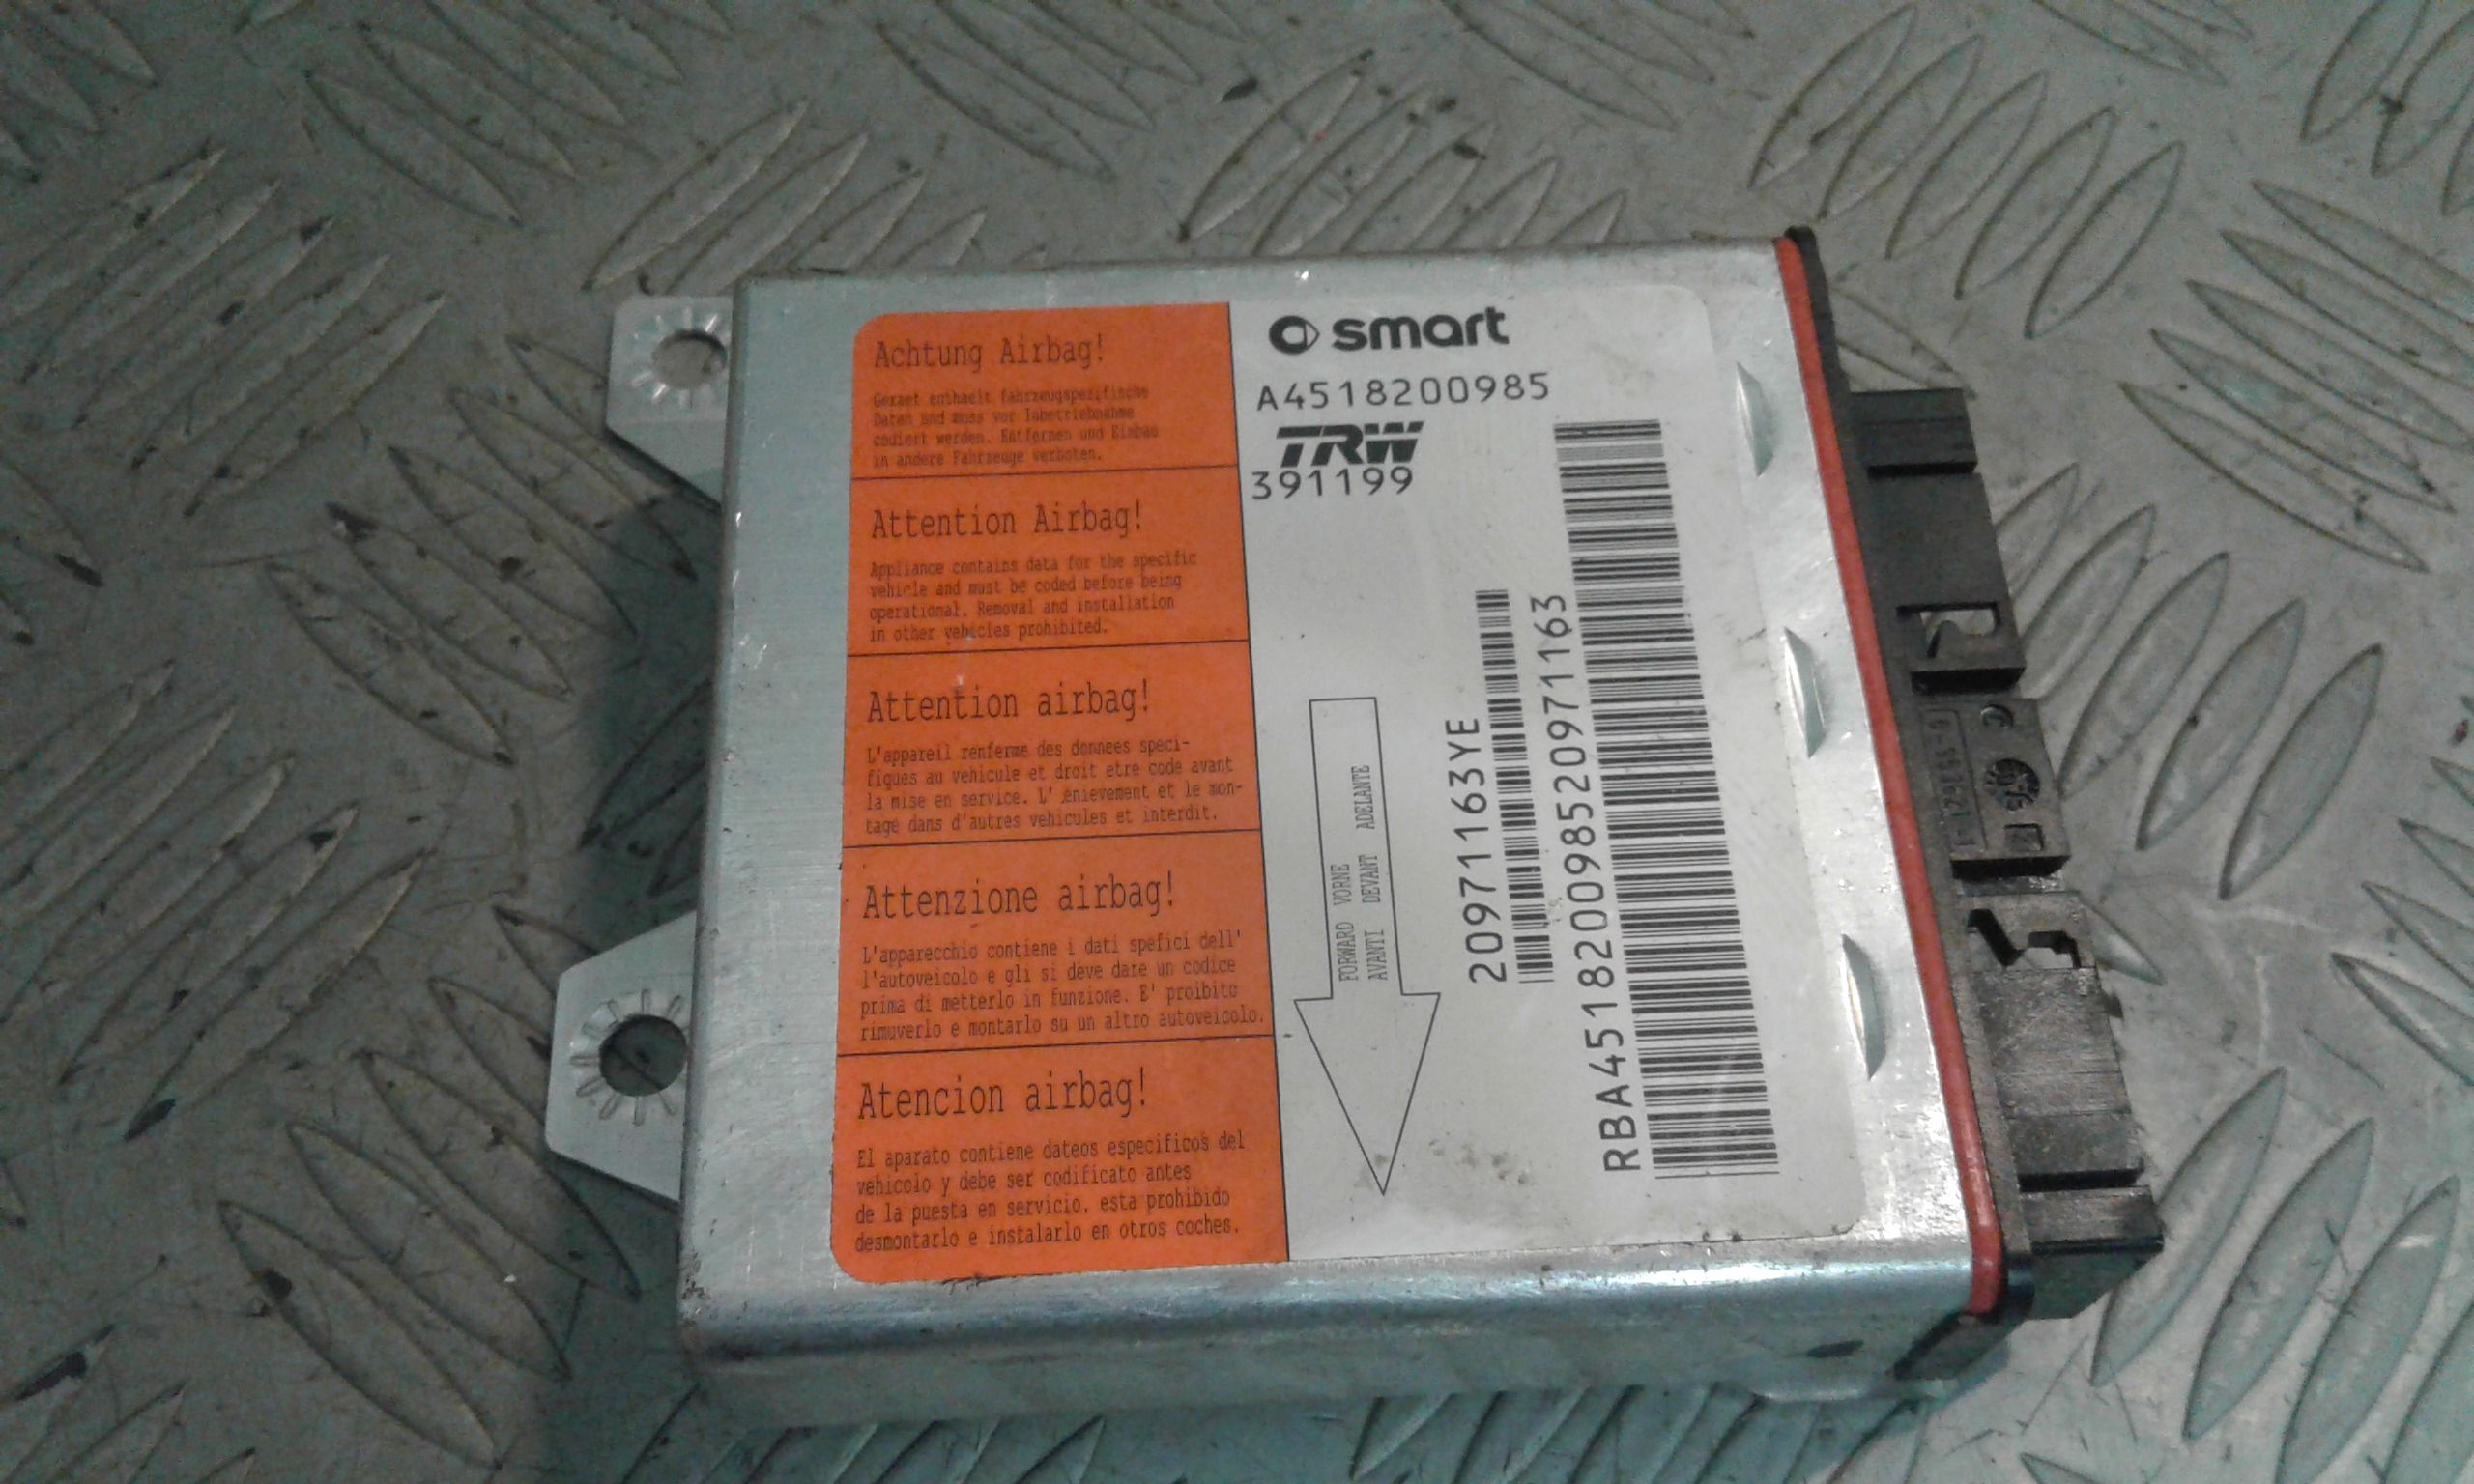 Achtung Airbag!
Geraet enthaelt fahrzeugspezifische
Daten und muss vor Inbetriebnahme
codiert werden. Entfernen und Einbau
in andere Fahrzeuge verboten.
Attention Airbag!
Appliance contains data for the specific
vehicle and must be coded before being
operational. Removal and installation
in other vehicles prohibited.
Attention airbag!
L'appareil renferme des donnees speci-
figues au vehicule et droit etre code avant
la mise en service. L' enievement et le mon-
tage dans d'autres vehicules et interdit.
Attenzione airbag!
L'apparecchio contiene i dati spefici dell'
l'autoveicolo e gli si deve dare un codice
prima di metterlo in funzione. E' proibito
rimuverlo e montarlo su un altro autoveicolo.
Atencion airbag!
El aparato contiene dateos especificos del
vehicolo y debe ser codificato antes
de la puesta en servicio. esta prohibido
desmontarlo e instalarlo en otros coches.
smart
A4518200985
TRW
391199
FORWARD VORNE
AVANTI DEVANT ADELANTE
20971163YE
RBA451820098520971163